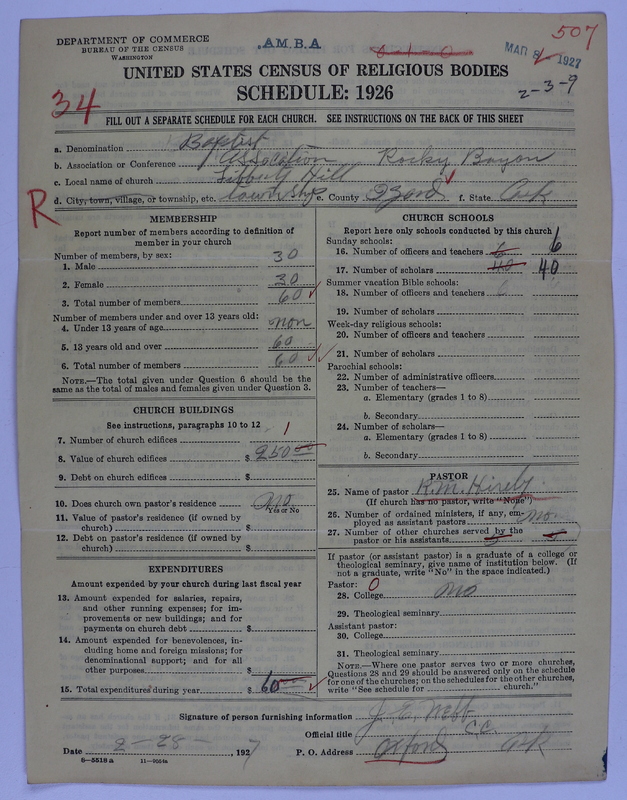 507
DEPARTMENT OF COMMERCE
BUREAU OF THE CENSUS
WASHINGTON
A.M.B.A
MAR 8 1927
UNITED STATES CENSUS OF RELIGIOUS BODIES
SCHEDULE: 1926
2-3-9
34
FILL OUT A SEPARATE SCHEDULE FOR EACH CHURCH. SEE INSTRUCTIONS ON THE BACK OF THIS SHEET
a. Denomination Baptist
b. Association or Conference Association Rocky Bayou
c. Local name of church Hill
d. City, town, village, or township, etc. township e. County Izard f. State Ark
R
MEMBERSHIP
Report number of members according to definition of
member in your church
Number of members, by sex:
1. Male 30
2. Female 30
3. Total number of members 60
Number of members under and over 13 years old:
4. Under 13 years of age non
5. 13 years old and over 60
6. Total number of members 60
NOTE.—The total given under Question 6 should be the
same as the total of males and females given under Question 3.
CHURCH BUILDINGS
See instructions, paragraphs 10 to 12
7. Number of church edifices 1
8. Value of church edifices $ 250 00
9. Debt on church edifices $
10. Does church own pastor's residence no
Yes or No
11. Value of pastor's residence (if owned by
church) $
12. Debt on pastor's residence (if owned by
church) $
EXPENDITURES
Amount expended by your church during last fiscal year
13. Amount expended for salaries, repairs,
and other running expenses; for im-
provements or new buildings; and for
payments on church debt $
14. Amount expended for benevolences, in-
cluding home and foreign missions; for
denominational support; and for all
other purposes $
15. Total expenditures during year $ 60
CHURCH SCHOOLS
Report here only schools conducted by this church
Sunday schools:
16. Number of officers and teachers 6 6
17. Number of scholars 40 40
Summer vacation Bible schools:
18. Number of officers and teachers
19. Number of scholars
Week-day religious schools:
20. Number of officers and teachers
21. Number of scholars
Parochial schools:
22. Number of administrative officers
23. Number of teachers—
a. Elementary (grades 1 to 8)
b. Secondary
24. Number of scholars—
a. Elementary (grades 1 to 8)
b. Secondary
PASTOR
25. Name of pastor R.M.
(If church has no pastor, write "None")
26. Number of ordained ministers, if any, em-
ployed as assistant pastors no
27. Number of other churches served by the
pastor or his assistants
If pastor (or assistant pastor) is a graduate of a college or
theological seminary, give name of institution below. (If
not a graduate, write "No" in the space indicated.)
Pastor: 0
28. College no
29. Theological seminary
Assistant pastor:
30. College
31. Theological seminary
NOTE.—Where one pastor serves two or more churches,
Questions 28 and 29 should be answered only on the schedule
for one of the churches; on the schedules for the other churches,
write "See schedule for church."
Signature of person furnishing information J. E. Webb
Official title C.C.
Date 2-28-, 1927 P. O. Address Oxford Ark
6-5518 a 11-9024a